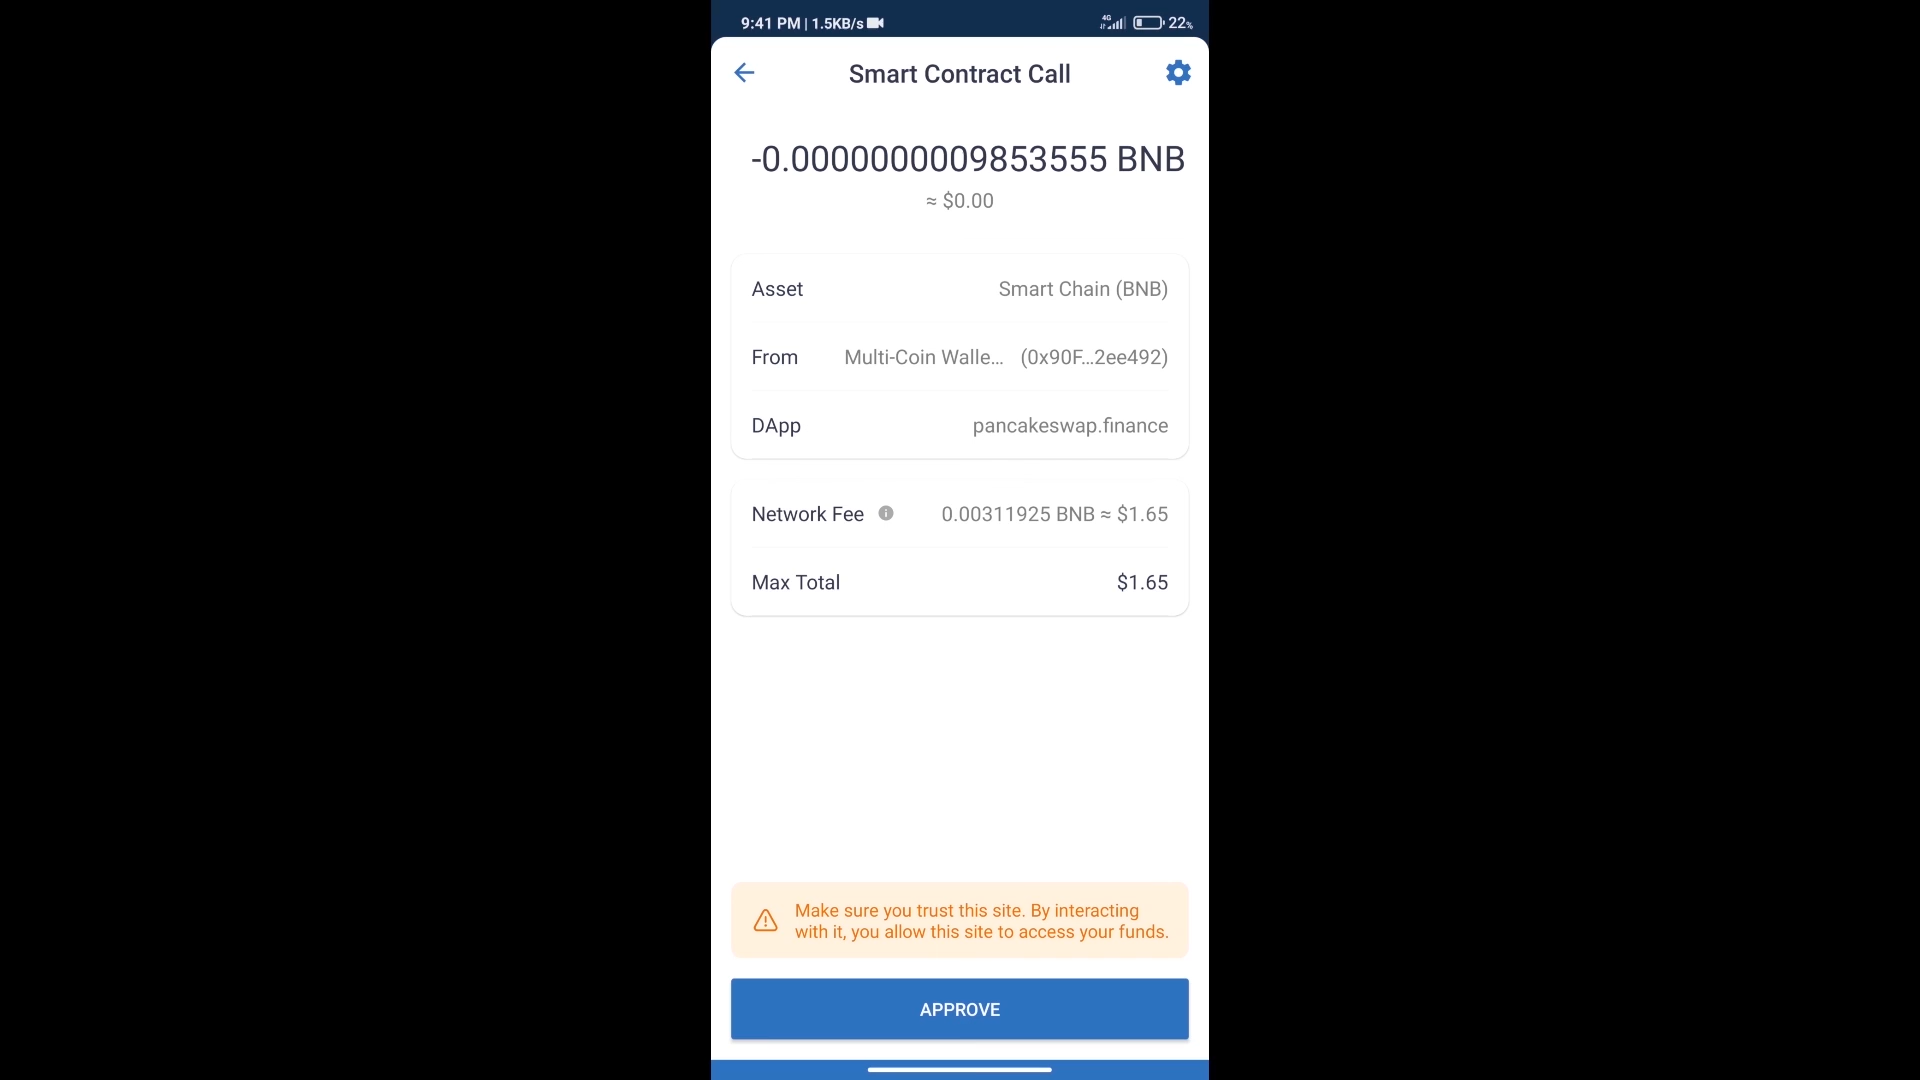 9:41 PM | 1.5KB/s 4G 22%
Smart Contract Call
-0.0000000009853555 BNB
≈ $0.00
Asset Smart Chain (BNB)
From Multi-Coin Walle... (0x90F...2ee492)
DApp pancakeswap.finance
Network Fee 0.00311925 BNB ≈ $1.65
Max Total $1.65
Make sure you trust this site. By interacting
with it, you allow this site to access your funds.
APPROVE